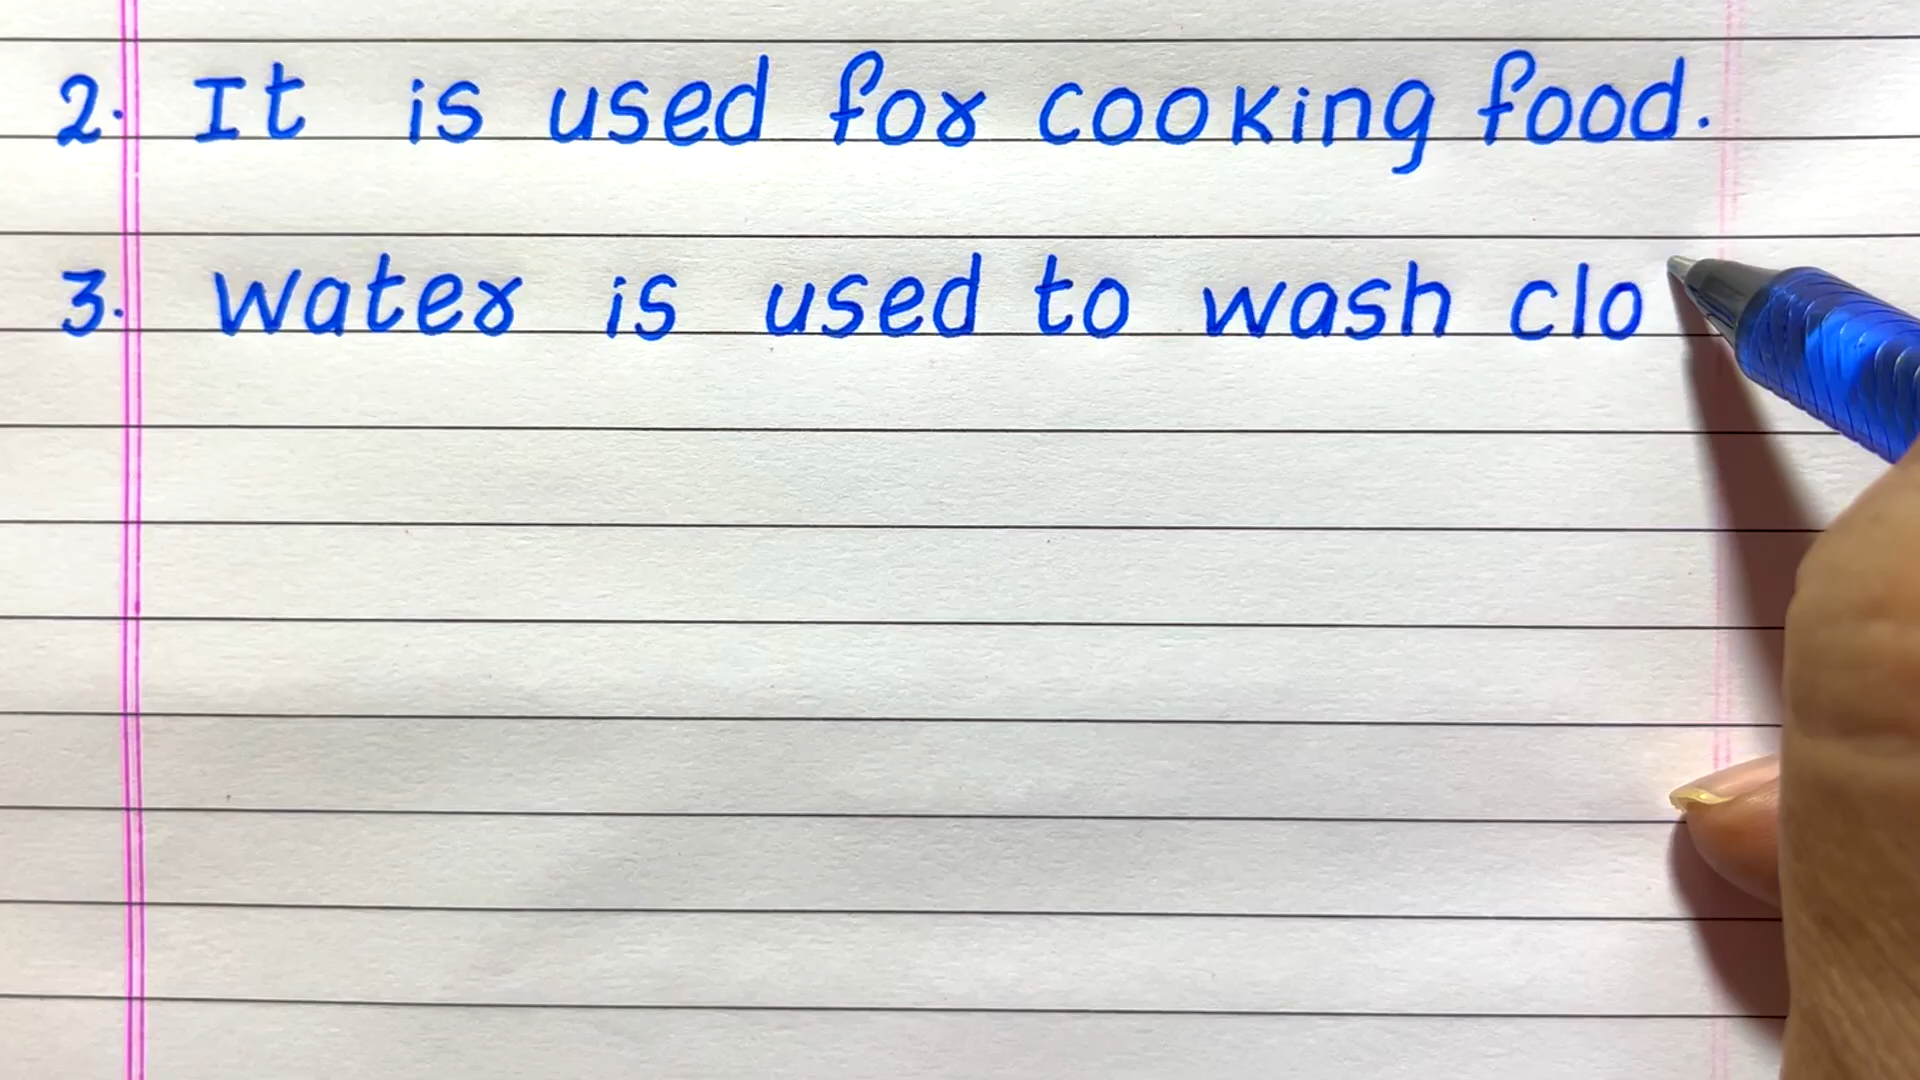 2. It is used for cooking food.
3. Water is used to wash clo